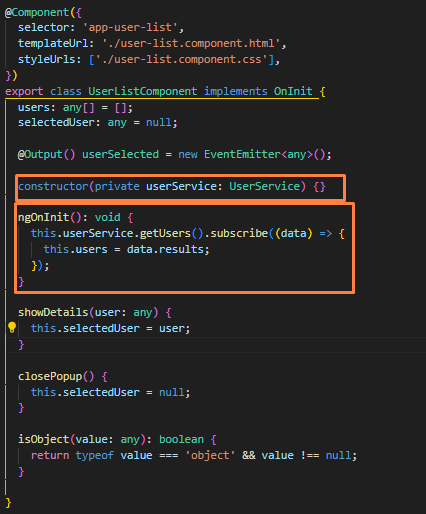 @Component({
  selector: 'app-user-list',
  templateUrl: './user-list.component.html',
  styleUrls: ['./user-list.component.css'],
})
export class UserListComponent implements OnInit {
  users: any[] = [];
  selectedUser: any = null;

  @Output() userSelected = new EventEmitter<any>();

  constructor(private userService: UserService) {}

  ngOnInit(): void {
    this.userService.getUsers().subscribe((data) => {
      this.users = data.results;
    });
  }

  showDetails(user: any) {
    this.selectedUser = user;
  }

  closePopup() {
    this.selectedUser = null;
  }

  isObject(value: any): boolean {
    return typeof value === 'object' && value !== null;
  }

}